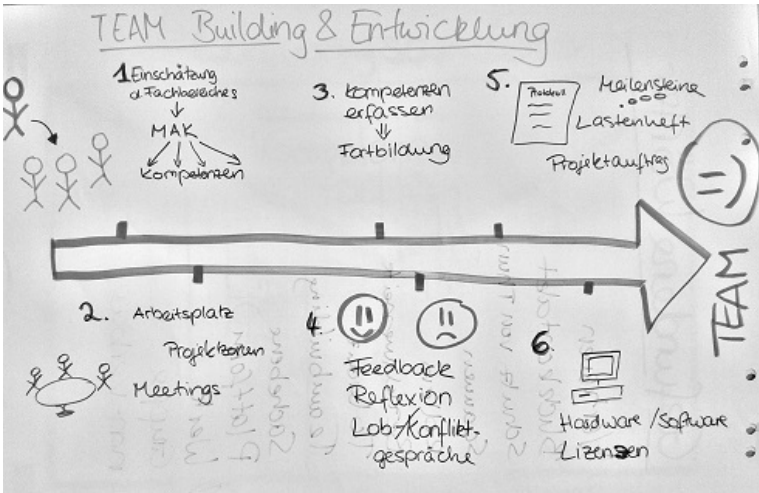 TEAM Building & Entwicklung
1 Einschätzung
d. Fachbereiches
MAK
Kompetenzen
2. Arbeitsplatz
Projektzonen
Meetings
3. Kompetenzen
erfassen
Fortbildung
4.
Feedback
Reflexion
Lob-/Konflikt-
gespräche
5.
Protokoll
Meilensteine
Lastenheft
Projektauftrag
6.
Hardware/Software
Lizenzen
TEAM